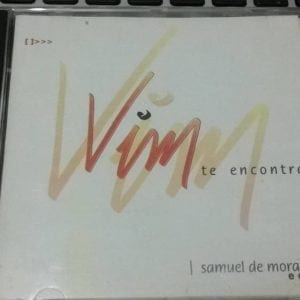 [ ]>>>
Vim
te encontra
| samuel de mora
e